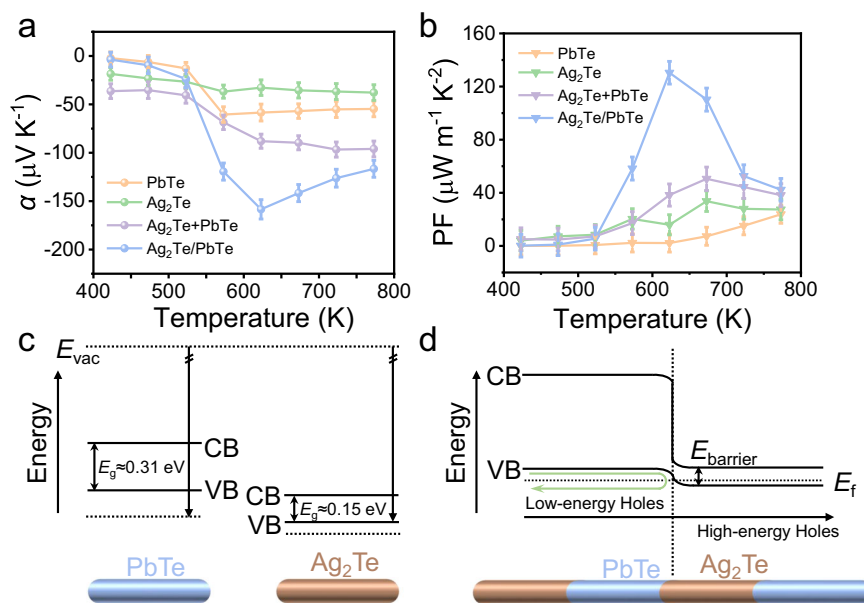 a
α (μV K⁻¹)
0
-50
-100
-150
-200
PbTe
Ag₂Te
Ag₂Te+PbTe
Ag₂Te/PbTe
400 500 600 700 800
Temperature (K)
b
PF (μW m⁻¹ K⁻²)
160
120
80
40
0
PbTe
Ag₂Te
Ag₂Te+PbTe
Ag₂Te/PbTe
400 500 600 700 800
Temperature (K)
c
E_vac
Energy
E_g≈0.31 eV
CB
VB
CB
E_g≈0.15 eV
VB
PbTe
Ag₂Te
d
Energy
CB
VB
E_barrier
E_f
Low-energy Holes
High-energy Holes
PbTe
Ag₂Te